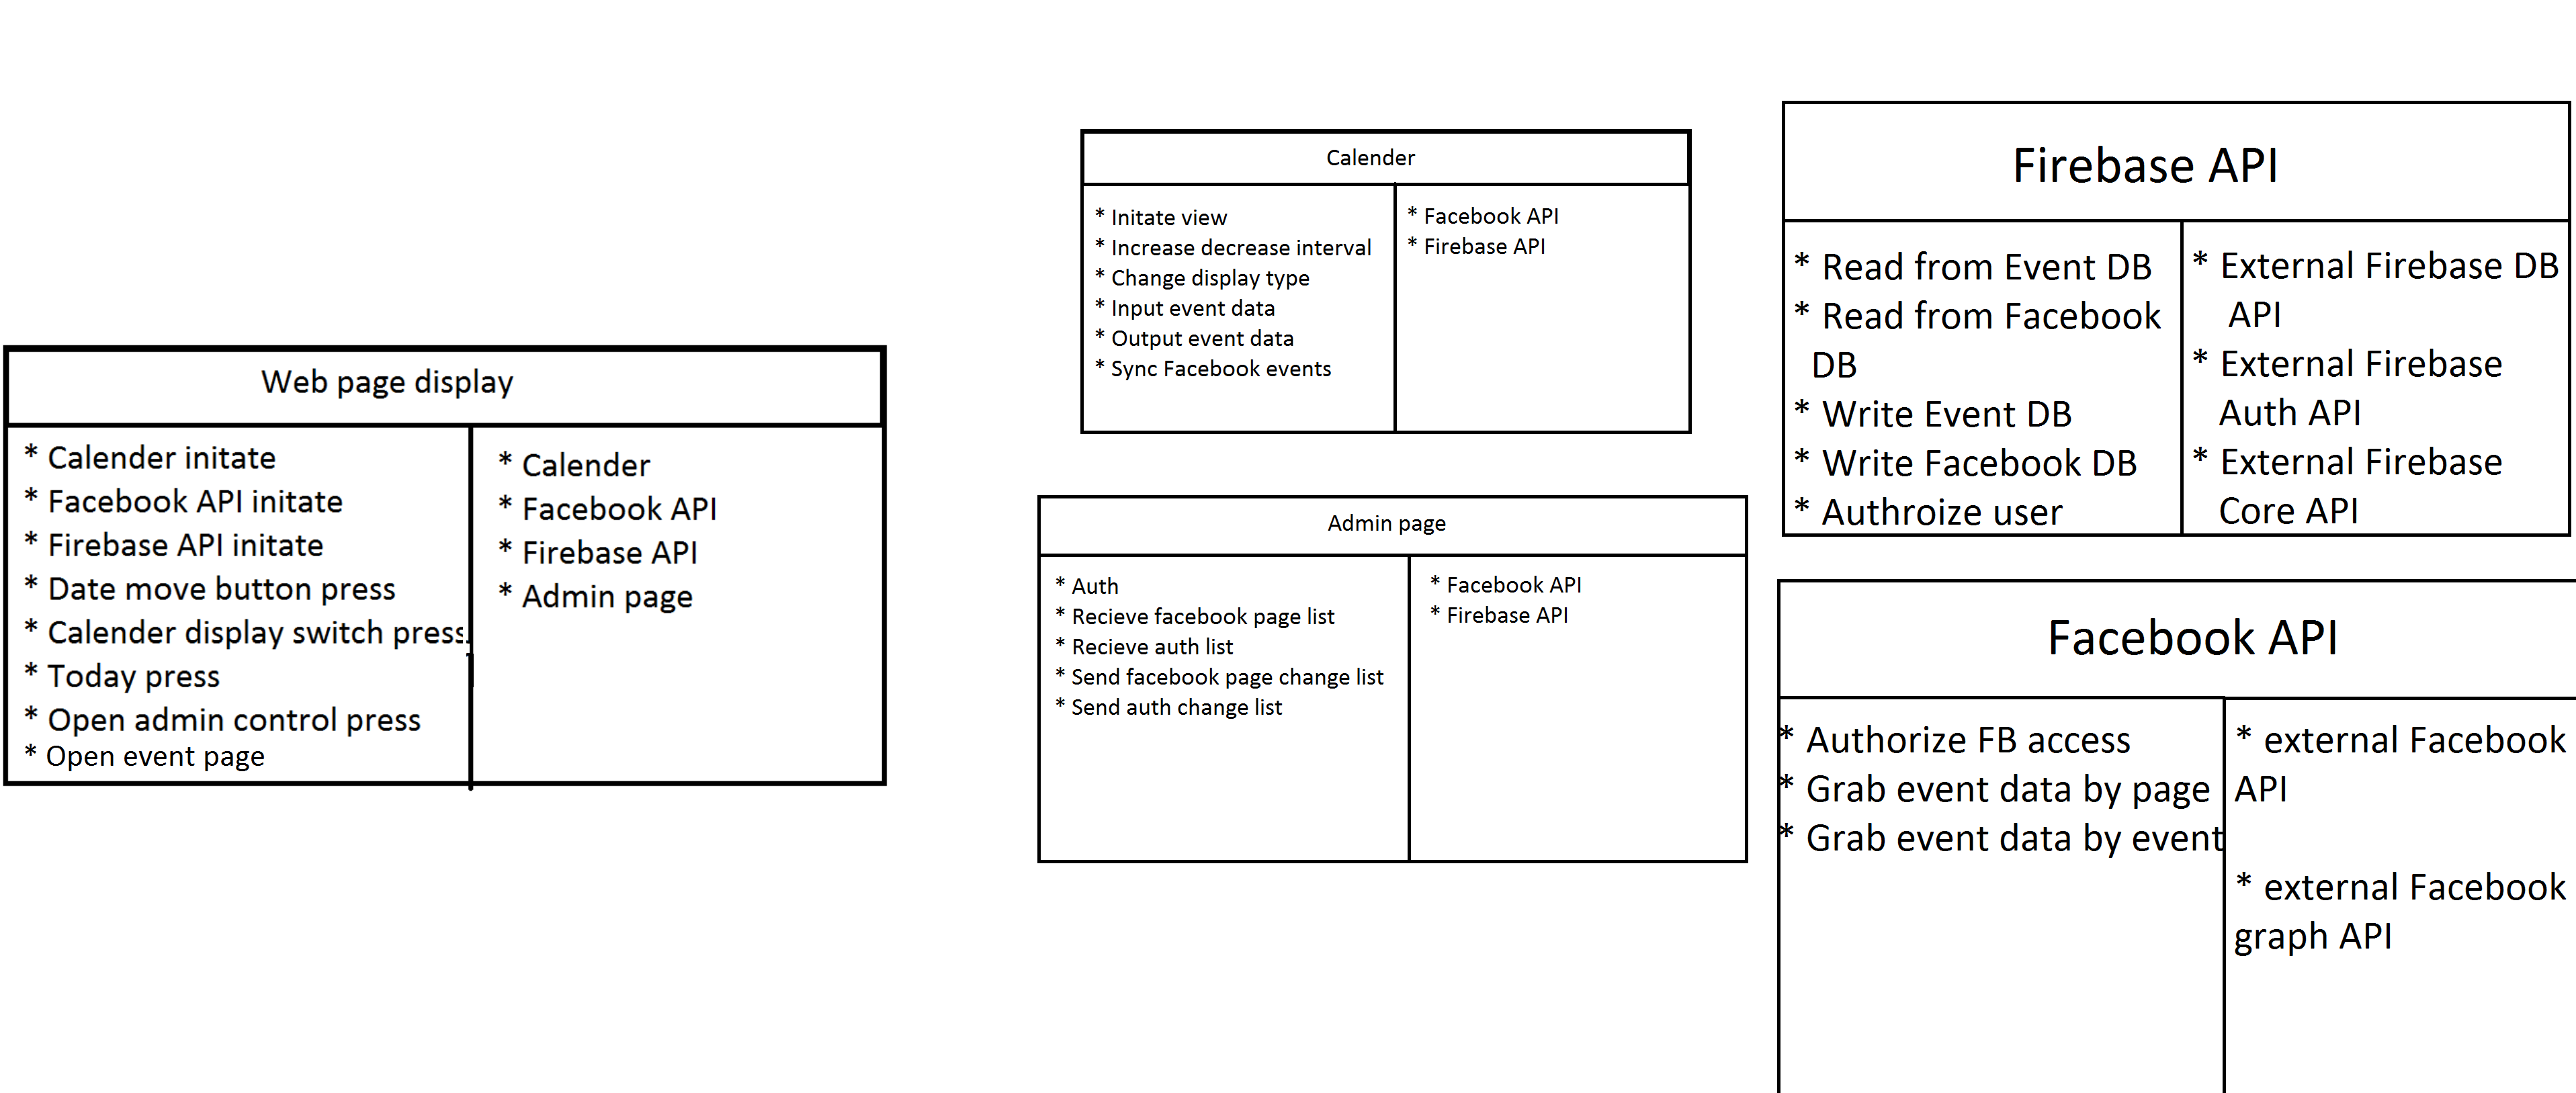 Web page display
* Calender initate
* Facebook API initate
* Firebase API initate
* Date move button press
* Calender display switch press
* Today press
* Open admin control press
* Open event page
* Calender
* Facebook API
* Firebase API
* Admin page
Calender
* Initate view
* Increase decrease interval
* Change display type
* Input event data
* Output event data
* Sync Facebook events
* Facebook API
* Firebase API
Admin page
* Auth
* Recieve facebook page list
* Recieve auth list
* Send facebook page change list
* Send auth change list
* Facebook API
* Firebase API
Firebase API
* Read from Event DB
* Read from Facebook
DB
* Write Event DB
* Write Facebook DB
* Authroize user
* External Firebase DB
API
* External Firebase
Auth API
* External Firebase
Core API
Facebook API
* Authorize FB access
* Grab event data by page
* Grab event data by event
* external Facebook
API
* external Facebook
graph API